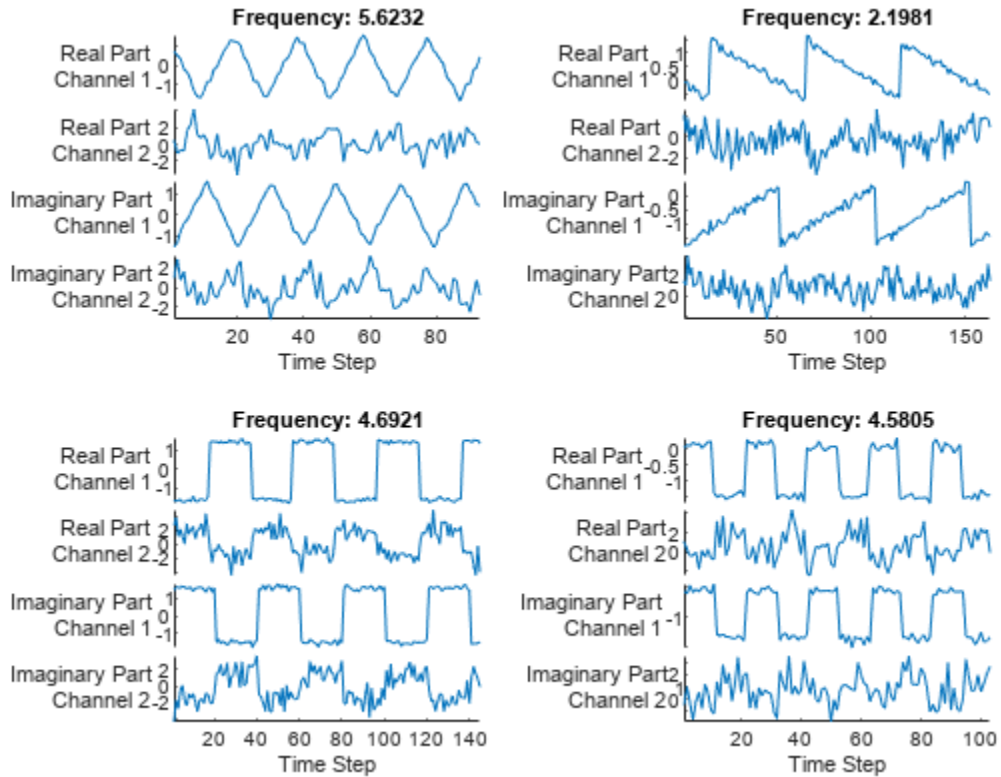 Frequency: 5.6232
Real Part
Channel 1
0
-1
Real Part
Channel 2
2
0
-2
Imaginary Part
Channel 1
1
0
-1
Imaginary Part
Channel 2
2
0
-2
20 40 60 80
Time Step
Frequency: 2.1981
Real Part
Channel 1
1
0.5
0
Real Part
Channel 2
0
-2
Imaginary Part
Channel 1
0
-0.5
-1
Imaginary Part
Channel 2
2
0
50 100 150
Time Step
Frequency: 4.6921
Real Part
Channel 1
1
0
-1
Real Part
Channel 2
2
0
-2
Imaginary Part
Channel 1
1
0
-1
Imaginary Part
Channel 2
2
0
-2
20 40 60 80 100 120 140
Time Step
Frequency: 4.5805
Real Part
Channel 1
0
-0.5
-1
Real Part
Channel 2
2
0
Imaginary Part
Channel 1
-1
Imaginary Part
Channel 2
2
1
0
20 40 60 80 100
Time Step